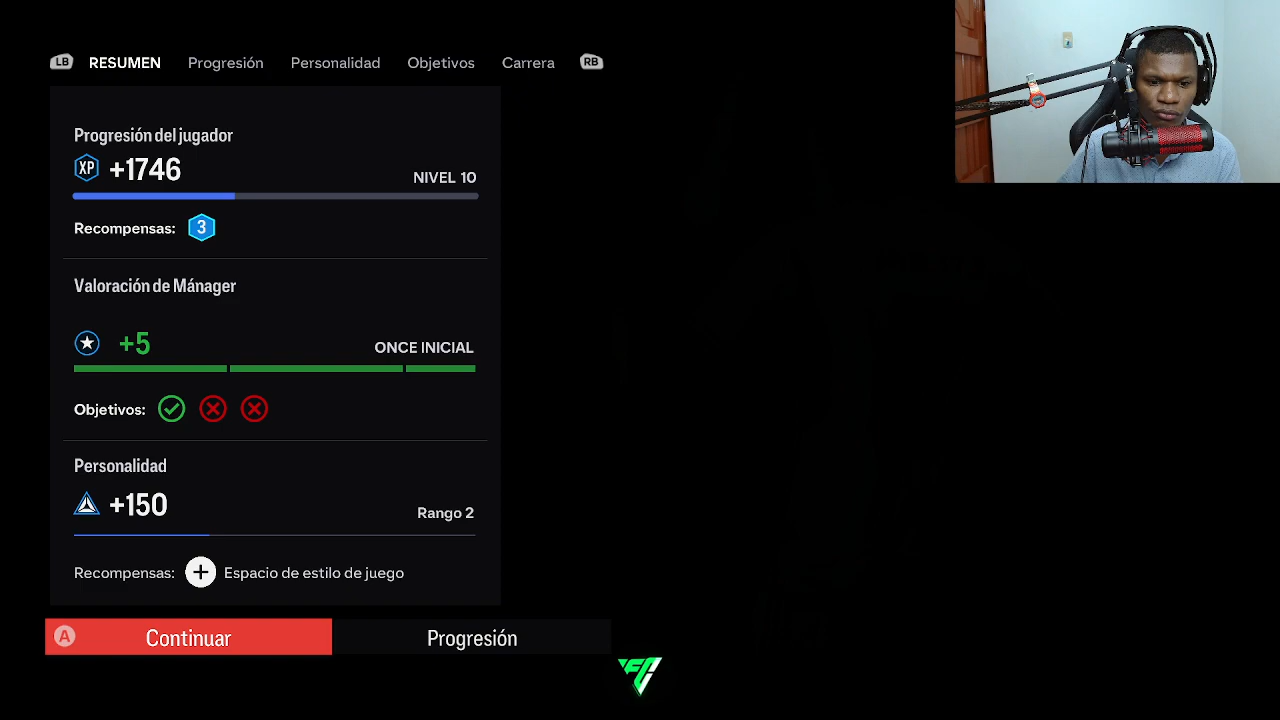 LB RESUMEN Progresión Personalidad Objetivos Carrera RB
Progresión del jugador
XP +1746 NIVEL 10
Recompensas: 3
Valoración de Mánager
+5 ONCE INICIAL
Objetivos:
Personalidad
+150 Rango 2
Recompensas: + Espacio de estilo de juego
A Continuar Progresión